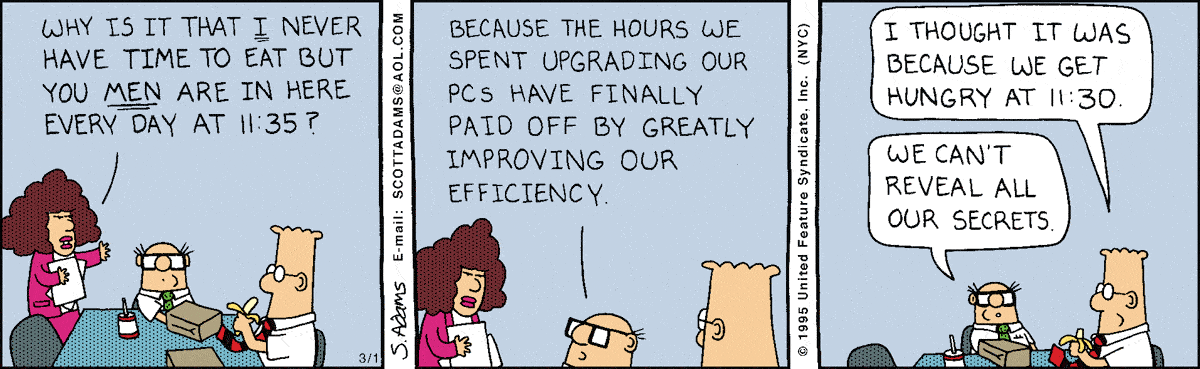 WHY IS IT THAT I NEVER
HAVE TIME TO EAT BUT
YOU MEN ARE IN HERE
EVERY DAY AT 11:35?
3/1
S. ADAMS E-mail: SCOTTADAMS@AOL.COM
BECAUSE THE HOURS WE
SPENT UPGRADING OUR
PCS HAVE FINALLY
PAID OFF BY GREATLY
IMPROVING OUR
EFFICIENCY.
© 1995 United Feature Syndicate, Inc. (NYC)
I THOUGHT IT WAS
BECAUSE WE GET
HUNGRY AT 11:30.
WE CAN'T
REVEAL ALL
OUR SECRETS.